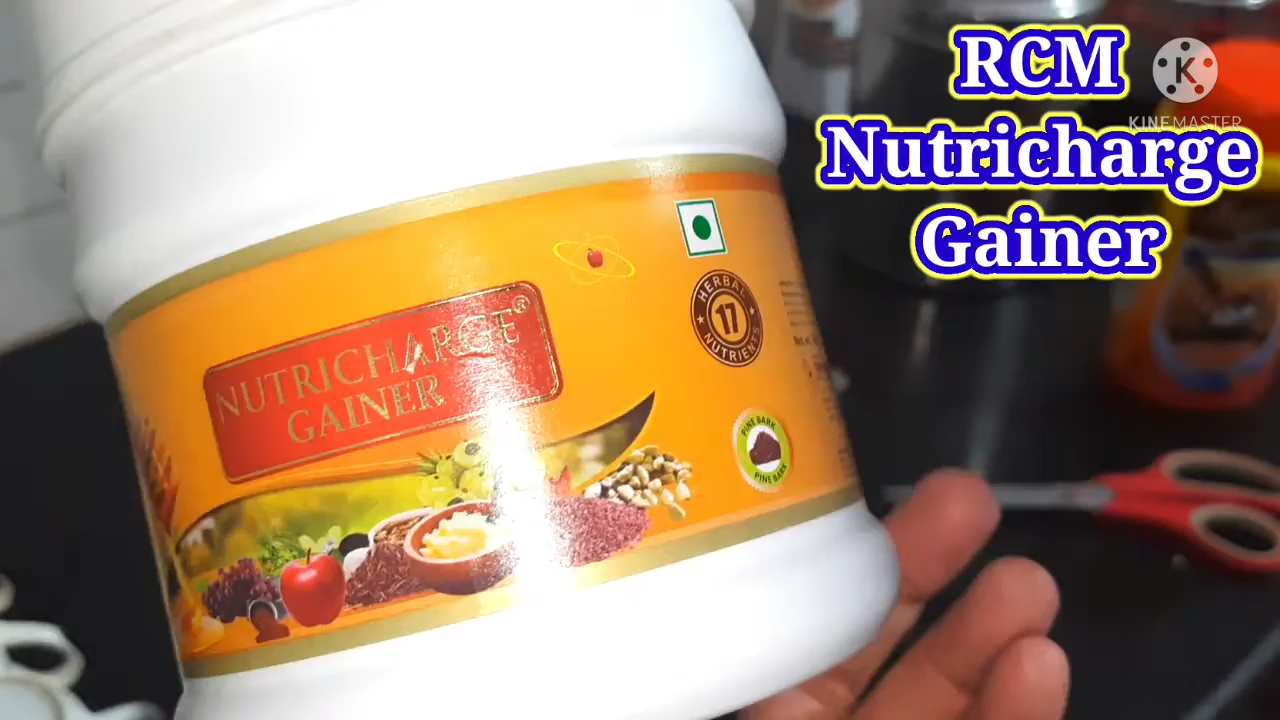 RCM
Nutricharge
Gainer
K
KINEMASTER
NUTRICHARGE®
GAINER
HERBAL
17
NUTRIENTS
PINE BARK
PINE BARK